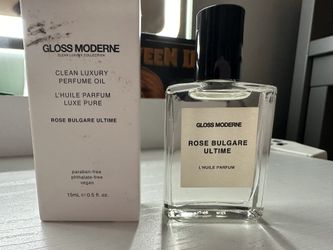 GLOSS MODERNE
CLEAN LUXURY COLLECTION
CLEAN LUXURY
PERFUME OIL
L'HUILE PARFUM
LUXE PURE
ROSE BULGARE ULTIME
paraben-free
phthalate-free
vegan
15mL ℮/0.5 fl. oz.
GLOSS MODERNE
ROSE BULGARE
ULTIME
L'HUILE PARFUM